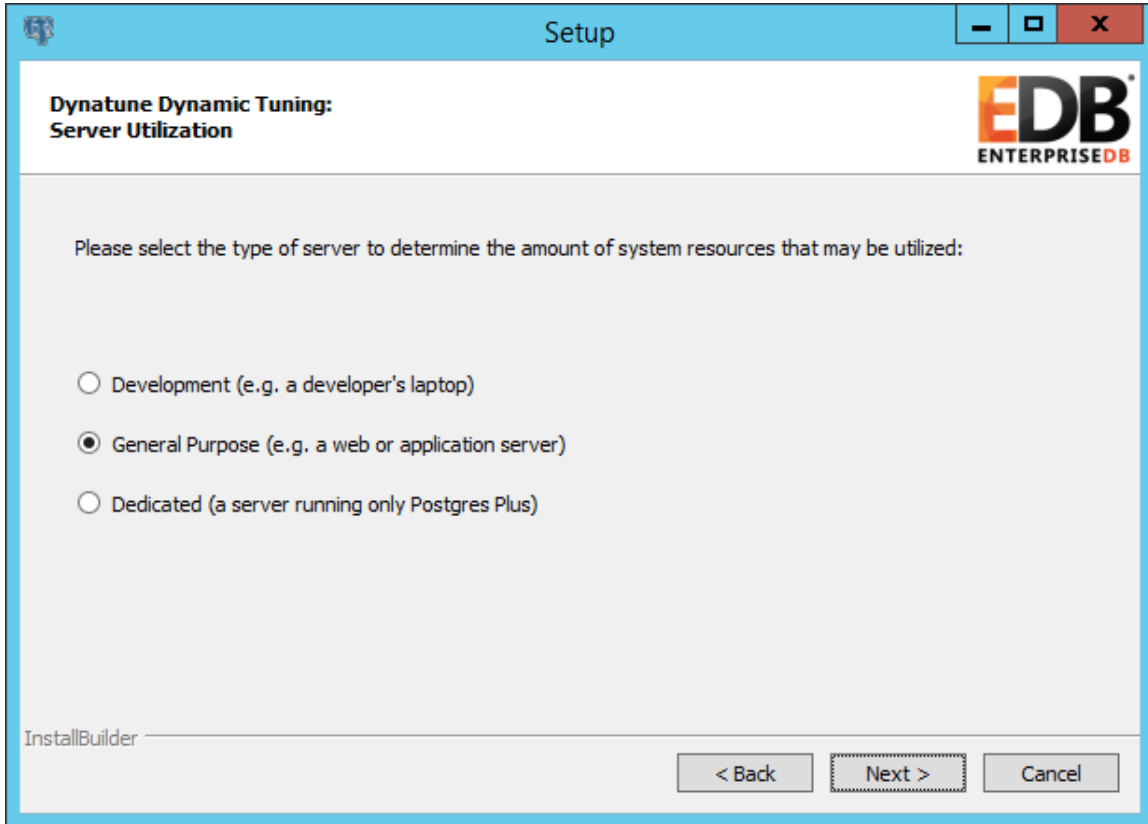 Setup
Dynatune Dynamic Tuning:
Server Utilization
EDB
ENTERPRISEDB
Please select the type of server to determine the amount of system resources that may be utilized:
Development (e.g. a developer's laptop)
General Purpose (e.g. a web or application server)
Dedicated (a server running only Postgres Plus)
InstallBuilder
< Back
Next >
Cancel